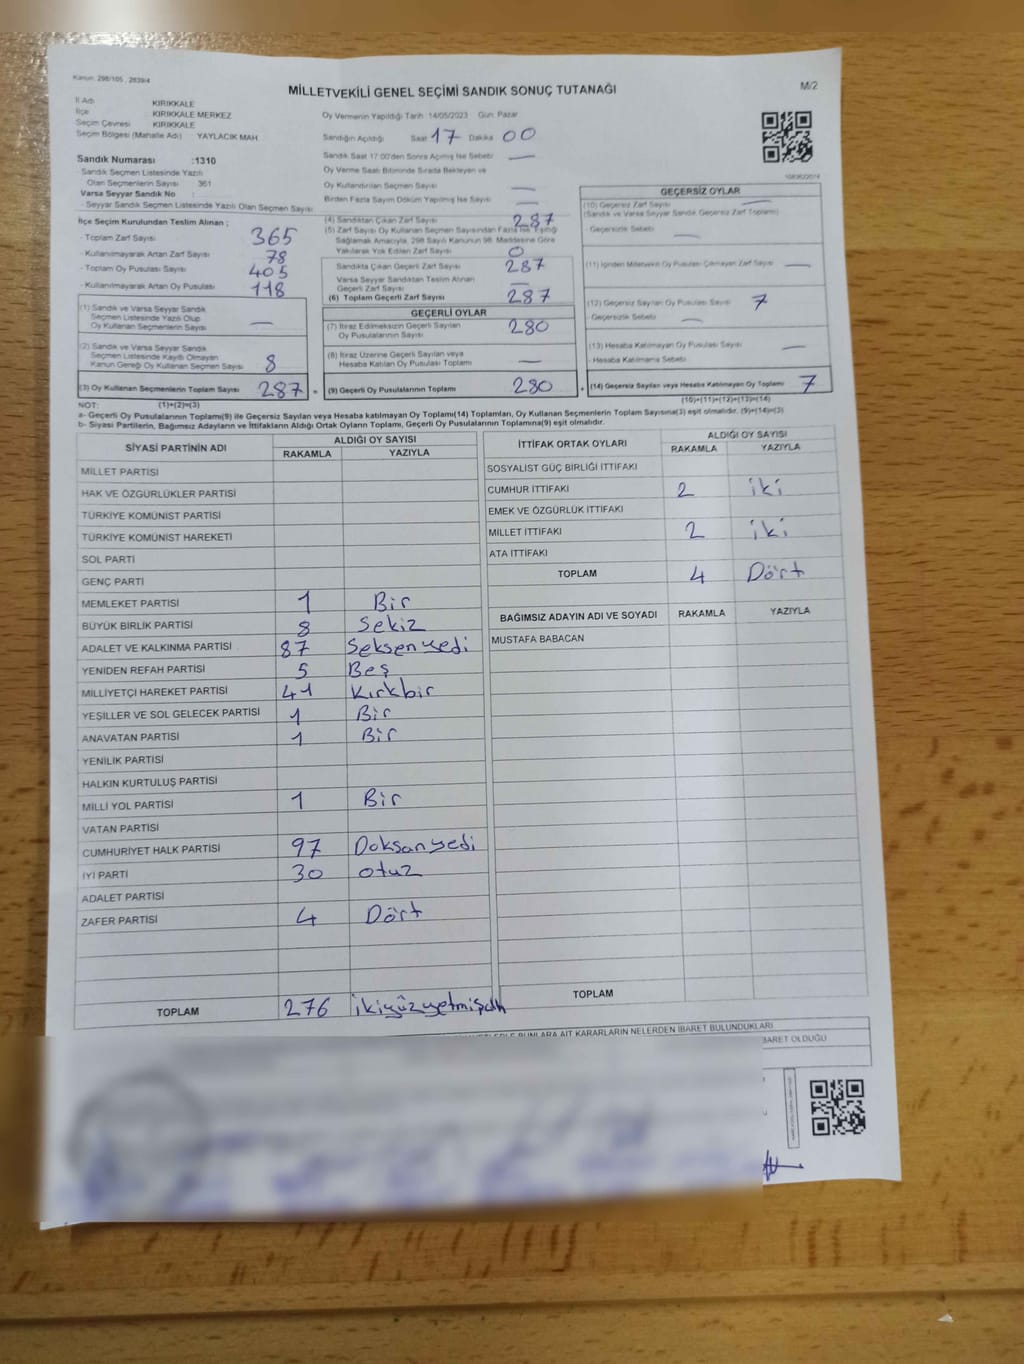 Kanun: 298/105 , 2839/4
MİLLETVEKİLİ GENEL SEÇİMİ SANDIK SONUÇ TUTANAĞI
M/2
İl Adı KIRIKKALE
İlçe KIRIKKALE MERKEZ
Seçim Çevresi KIRIKKALE
Seçim Bölgesi (Mahalle Adı) YAYLACIK MAH
Sandık Numarası :1310
- Sandık Seçmen Listesinde Yazılı
Olan Seçmenlerin Sayısı 361
Varsa Seyyar Sandık No :
- Seyyar Sandık Seçmen Listesinde Yazılı Olan Seçmen Sayısı
İlçe Seçim Kurulundan Teslim Alınan ;
- Toplam Zarf Sayısı 365
- Kullanılmayarak Artan Zarf Sayısı 78
- Toplam Oy Pusulası Sayısı 405
- Kullanılmayarak Artan Oy Pusulası 118
(1) Sandık ve Varsa Seyyar Sandık
Seçmen Listesinde Yazılı Olup
Oy Kullanan Seçmenlerin Sayısı —
(2) Sandık ve Varsa Seyyar Sandık
Seçmen Listesinde Kayıtlı Olmayan
Kanun Gereği Oy Kullanan Seçmen Sayısı 8
(3) Oy Kullanan Seçmenlerin Toplam Sayısı 287 =
Oy Vermenin Yapıldığı Tarih :14/05/2023 Gün: Pazar
Sandığın Açıldığı Saat 17 Dakika 00
Sandık Saat 17:00'den Sonra Açılmış İse Sebebi —
Oy Verme Saati Bitiminde Sırada Bekleyen ve
Oy Kullandırılan Seçmen Sayısı —
Birden Fazla Sayım Döküm Yapılmış İse Sayısı —
(4) Sandıktan Çıkan Zarf Sayısı 287
(5) Zarf Sayısı Oy Kullanan Seçmen Sayısından Fazla İse Eşitliği
Sağlamak Amacıyla, 298 Sayılı Kanunun 98. Maddesine Göre
Yakılarak Yok Edilen Zarf Sayısı 0
Sandıkta Çıkan Geçerli Zarf Sayısı 287
Varsa Seyyar Sandıktan Teslim Alınan
Geçerli Zarf Sayısı —
(6) Toplam Geçerli Zarf Sayısı 287
GEÇERLİ OYLAR
(7) İtiraz Edilmeksizin Geçerli Sayılan
Oy Pusulalarının Sayısı 280
(8) İtiraz Üzerine Geçerli Sayılan veya
Hesaba Katılan Oy Pusulası Toplamı —
(9) Geçerli Oy Pusulalarının Toplamı 280 +
GEÇERSİZ OYLAR
(10) Geçersiz Zarf Sayısı —
(Sandık ve Varsa Seyyar Sandık Geçersiz Zarf Toplamı)
- Geçersizlik Sebebi —
(11) İçinden Milletvekili Oy Pusulası Çıkmayan Zarf Sayısı —
(12) Geçersiz Sayılan Oy Pusulası Sayısı 7
- Geçersizlik Sebebi —
(13) Hesaba Katılmayan Oy Pusulası Sayısı —
- Hesaba Katılmama Sebebi
(14) Geçersiz Sayılan veya Hesaba Katılmayan Oy Toplamı 7
NOT: (1)+(2)=(3)
(10)+(11)+(12)+(13)=(14)
a- Geçerli Oy Pusulalarının Toplamı(9) ile Geçersiz Sayılan veya Hesaba katılmayan Oy Toplamı(14) Toplamları, Oy Kullanan Seçmenlerin Toplam Sayısına(3) eşit olmalıdır. (9)+(14)=(3)
b- Siyasi Partilerin, Bağımsız Adayların ve İttifakların Aldığı Ortak Oyların Toplamı, Geçerli Oy Pusulalarının Toplamına(9) eşit olmalıdır.
SİYASİ PARTİNİN ADI
ALDIĞI OY SAYISI
RAKAMLA YAZIYLA
MİLLET PARTİSİ
HAK VE ÖZGÜRLÜKLER PARTİSİ
TÜRKİYE KOMÜNİST PARTİSİ
TÜRKİYE KOMÜNİST HAREKETİ
SOL PARTİ
GENÇ PARTİ
MEMLEKET PARTİSİ 1 Bir
BÜYÜK BİRLİK PARTİSİ 8 Sekiz
ADALET VE KALKINMA PARTİSİ 87 Seksenyedi
YENİDEN REFAH PARTİSİ 5 Beş
MİLLİYETÇİ HAREKET PARTİSİ 41 Kırkbir
YEŞİLLER VE SOL GELECEK PARTİSİ 1 Bir
ANAVATAN PARTİSİ 1 Bir
YENİLİK PARTİSİ
HALKIN KURTULUŞ PARTİSİ
MİLLİ YOL PARTİSİ 1 Bir
VATAN PARTİSİ
CUMHURİYET HALK PARTİSİ 97 Doksanyedi
İYİ PARTİ 30 otuz
ADALET PARTİSİ
ZAFER PARTİSİ 4 Dört
TOPLAM 276 ikiyüzyetmişaltı
İTTİFAK ORTAK OYLARI
ALDIĞI OY SAYISI
RAKAMLA YAZIYLA
SOSYALİST GÜÇ BİRLİĞİ İTTİFAKI
CUMHUR İTTİFAKI 2 iki
EMEK VE ÖZGÜRLÜK İTTİFAKI
MİLLET İTTİFAKI 2 iki
ATA İTTİFAKI
TOPLAM 4 Dört
BAĞIMSIZ ADAYIN ADI VE SOYADI RAKAMLA YAZIYLA
MUSTAFA BABACAN
TOPLAM
BUNLARA AİT KARARLARIN NELERDEN İBARET BULUNDUKLARI
BARET OLDUĞU